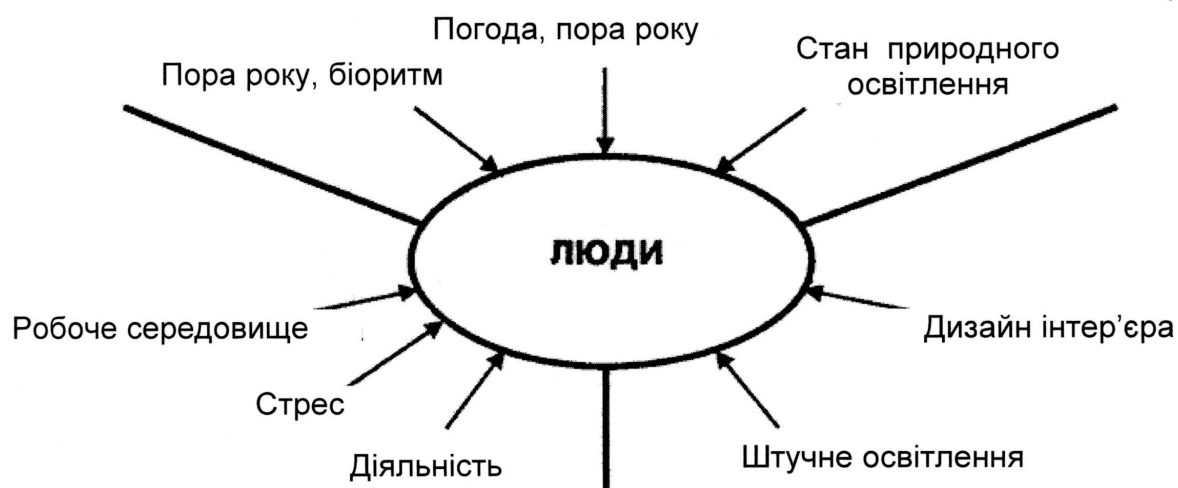 Погода, пора року
Стан природного
освітлення
Пора року, біоритм
ЛЮДИ
Робоче середовище
Дизайн інтер’єра
Стрес
Діяльність
Штучне освітлення